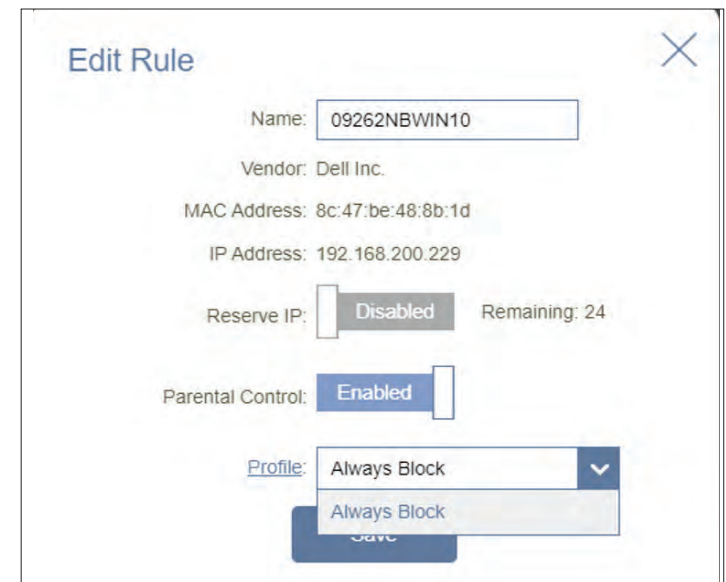 Edit Rule
Name: 09262NBWIN10
Vendor: Dell Inc.
MAC Address: 8c:47:be:48:8b:1d
IP Address: 192.168.200.229
Reserve IP: Disabled Remaining: 24
Parental Control: Enabled
Profile: Always Block
Always Block
Save